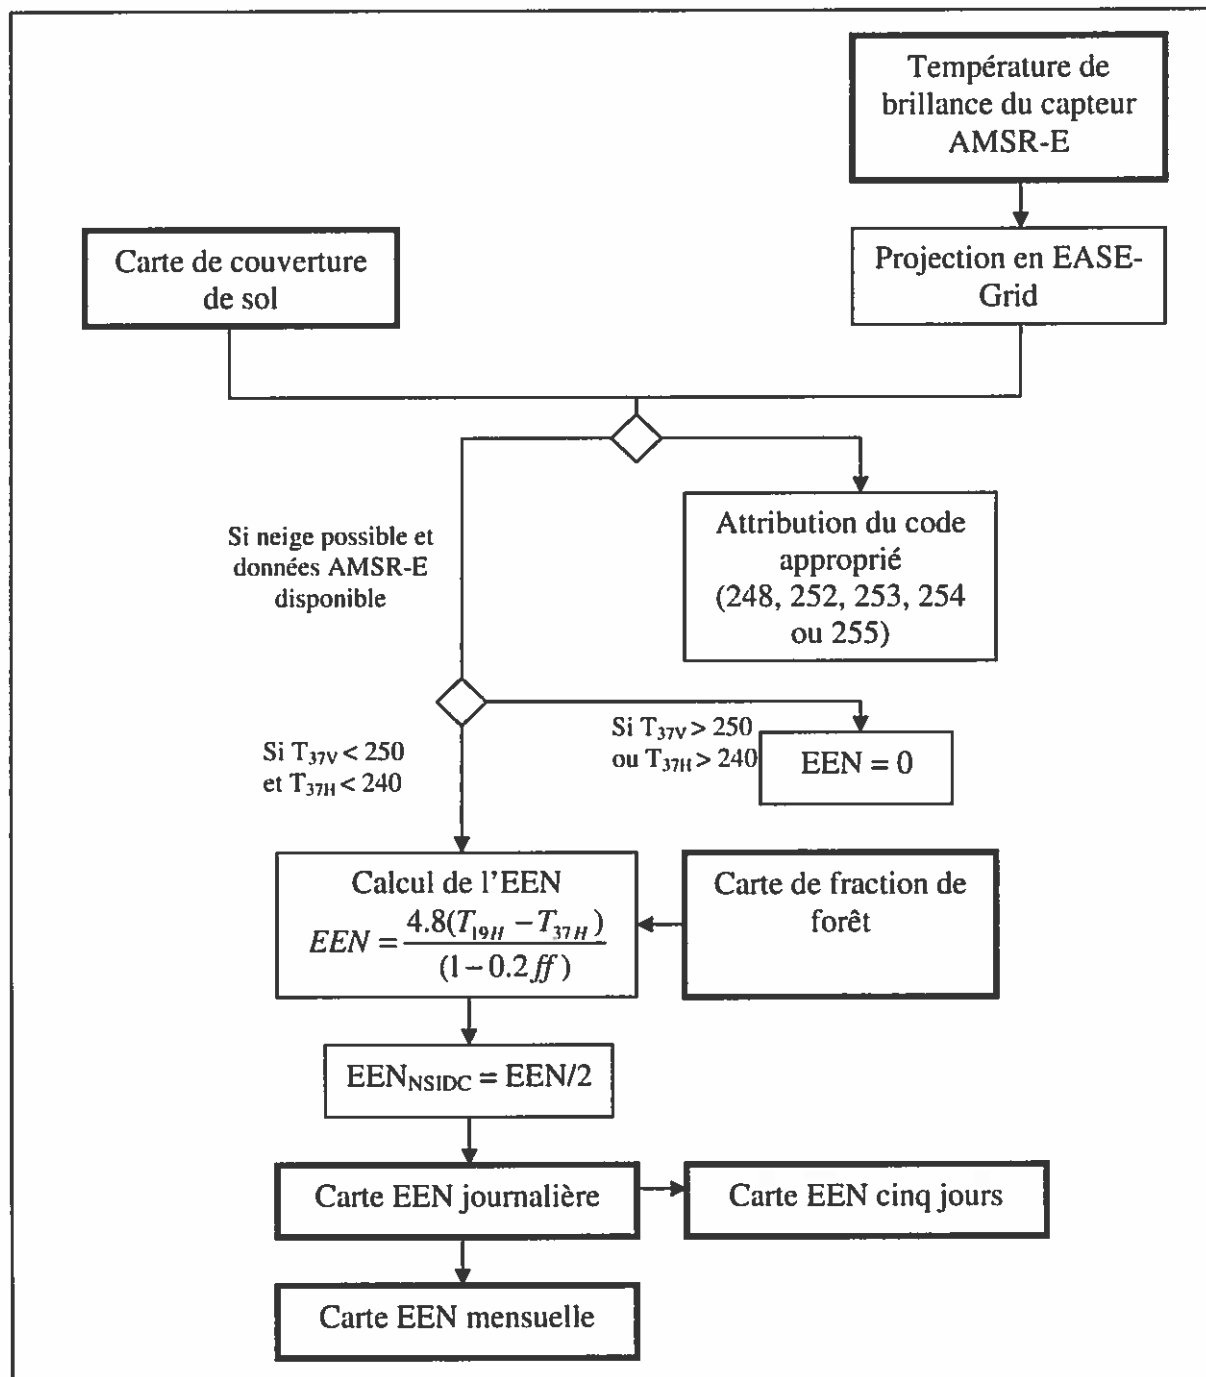 Température de
brillance du capteur
AMSR-E
Carte de couverture
de sol
Projection en EASE-
Grid
Si neige possible et
données AMSR-E
disponible
Attribution du code
approprié
(248, 252, 253, 254
ou 255)
Si T37V < 250
et T37H < 240
Si T37V > 250
ou T37H > 240
EEN = 0
Calcul de l'EEN
EEN = 4.8(T19H − T37H) / (1 − 0.2 ff)
Carte de fraction de
forêt
EENNSIDC = EEN/2
Carte EEN journalière
Carte EEN cinq jours
Carte EEN mensuelle